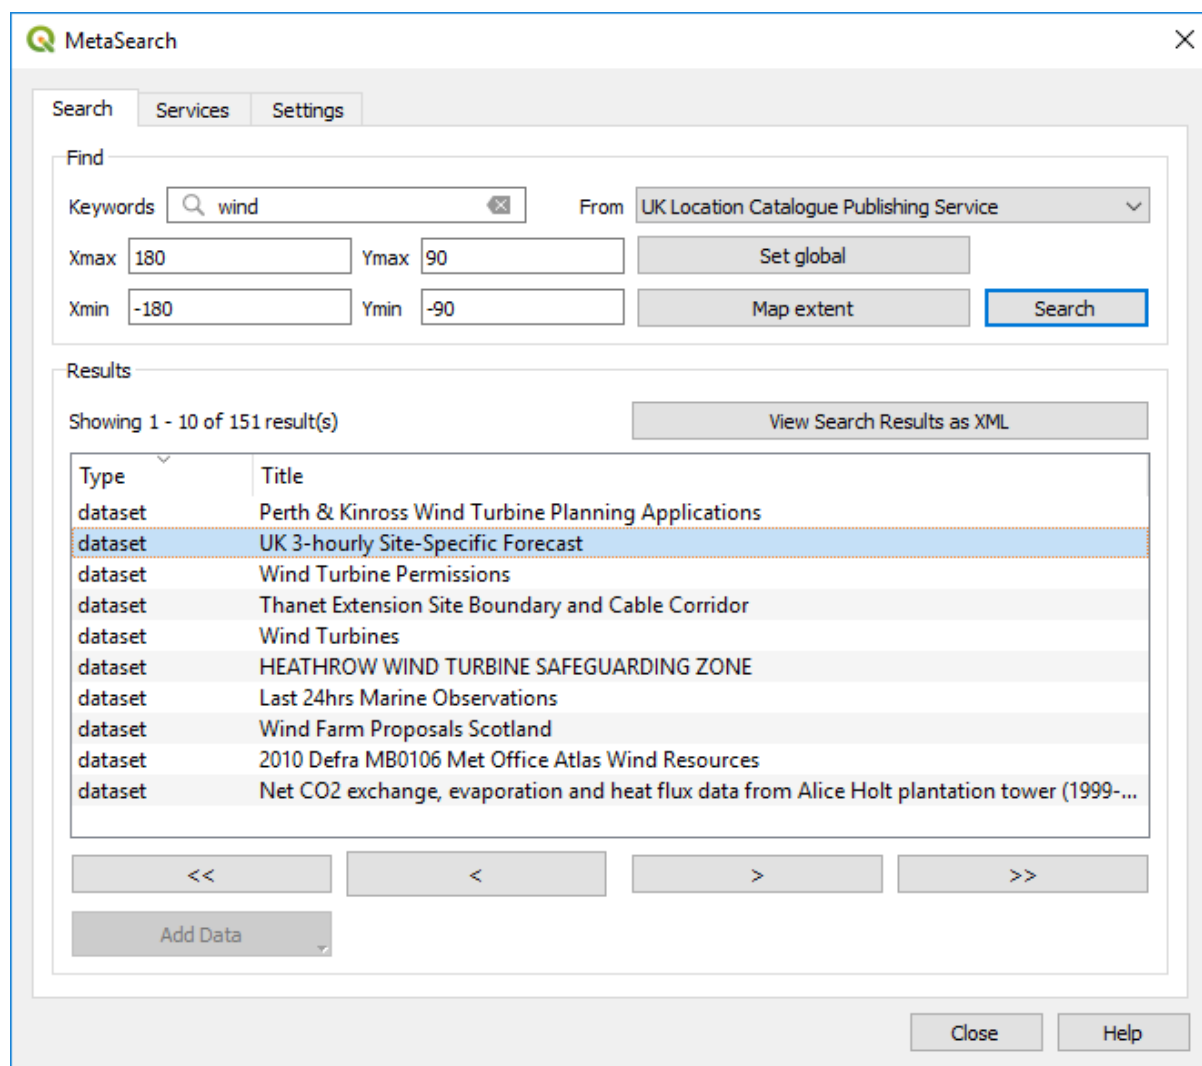 MetaSearch
Search Services Settings
Find
Keywords wind From UK Location Catalogue Publishing Service
Xmax 180 Ymax 90 Set global
Xmin -180 Ymin -90 Map extent Search
Results
Showing 1 - 10 of 151 result(s) View Search Results as XML
Type Title
dataset Perth & Kinross Wind Turbine Planning Applications
dataset UK 3-hourly Site-Specific Forecast
dataset Wind Turbine Permissions
dataset Thanet Extension Site Boundary and Cable Corridor
dataset Wind Turbines
dataset HEATHROW WIND TURBINE SAFEGUARDING ZONE
dataset Last 24hrs Marine Observations
dataset Wind Farm Proposals Scotland
dataset 2010 Defra MB0106 Met Office Atlas Wind Resources
dataset Net CO2 exchange, evaporation and heat flux data from Alice Holt plantation tower (1999-...
<< < > >>
Add Data
Close Help